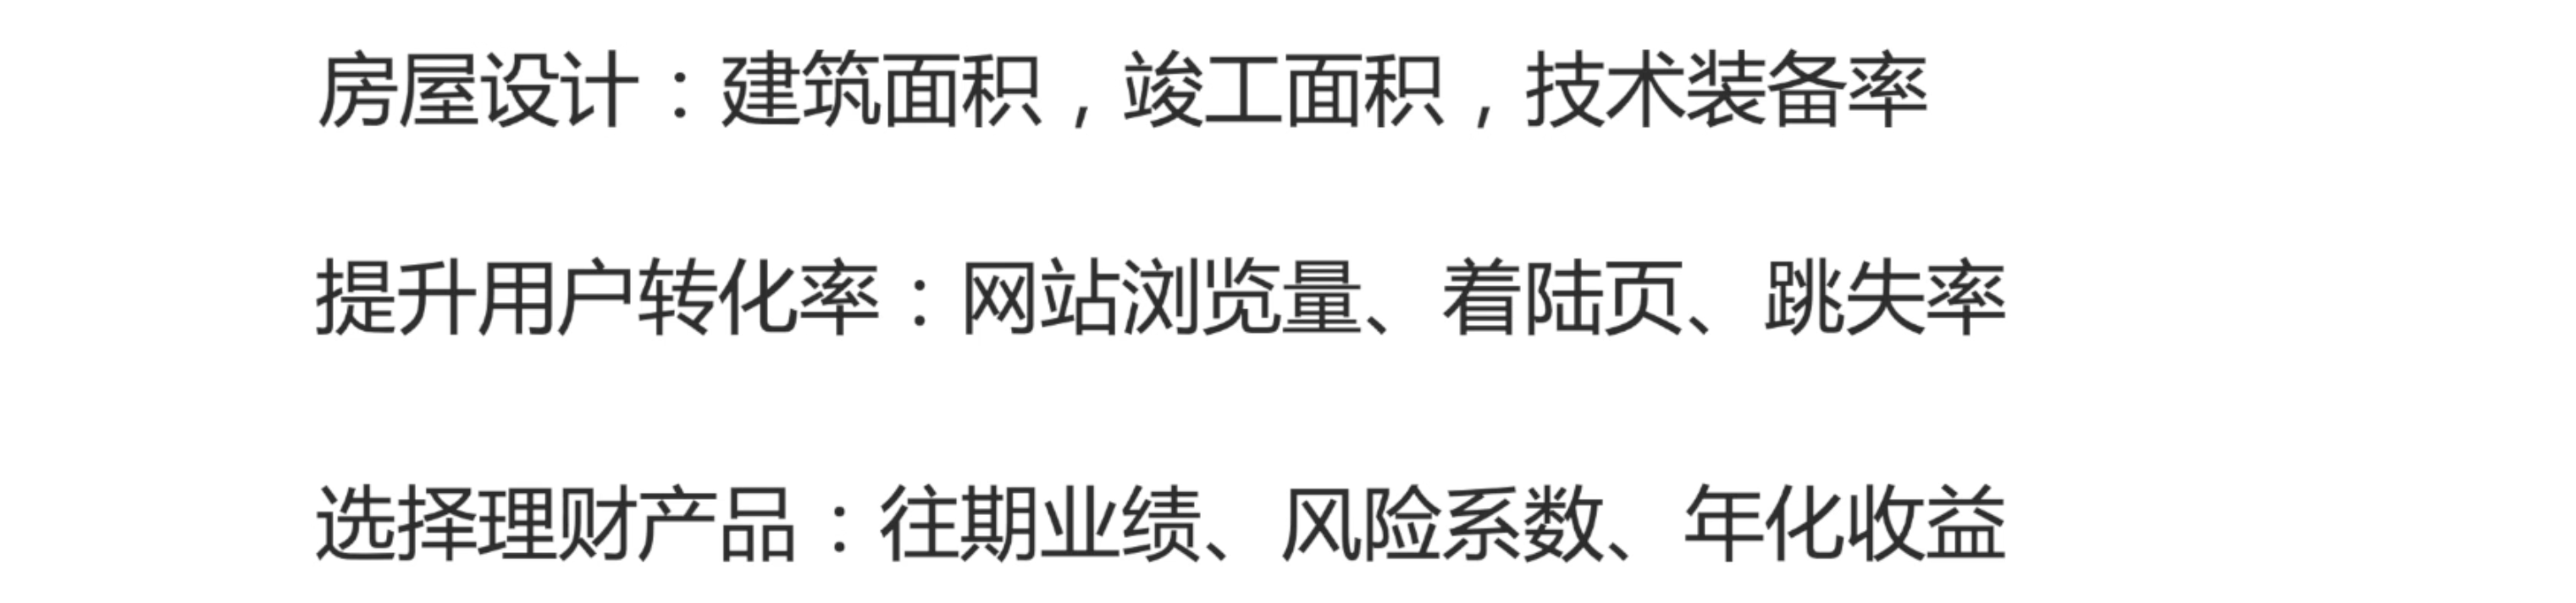 房屋设计：建筑面积，竣工面积，技术装备率
提升用户转化率：网站浏览量、着陆页、跳失率
选择理财产品：往期业绩、风险系数、年化收益